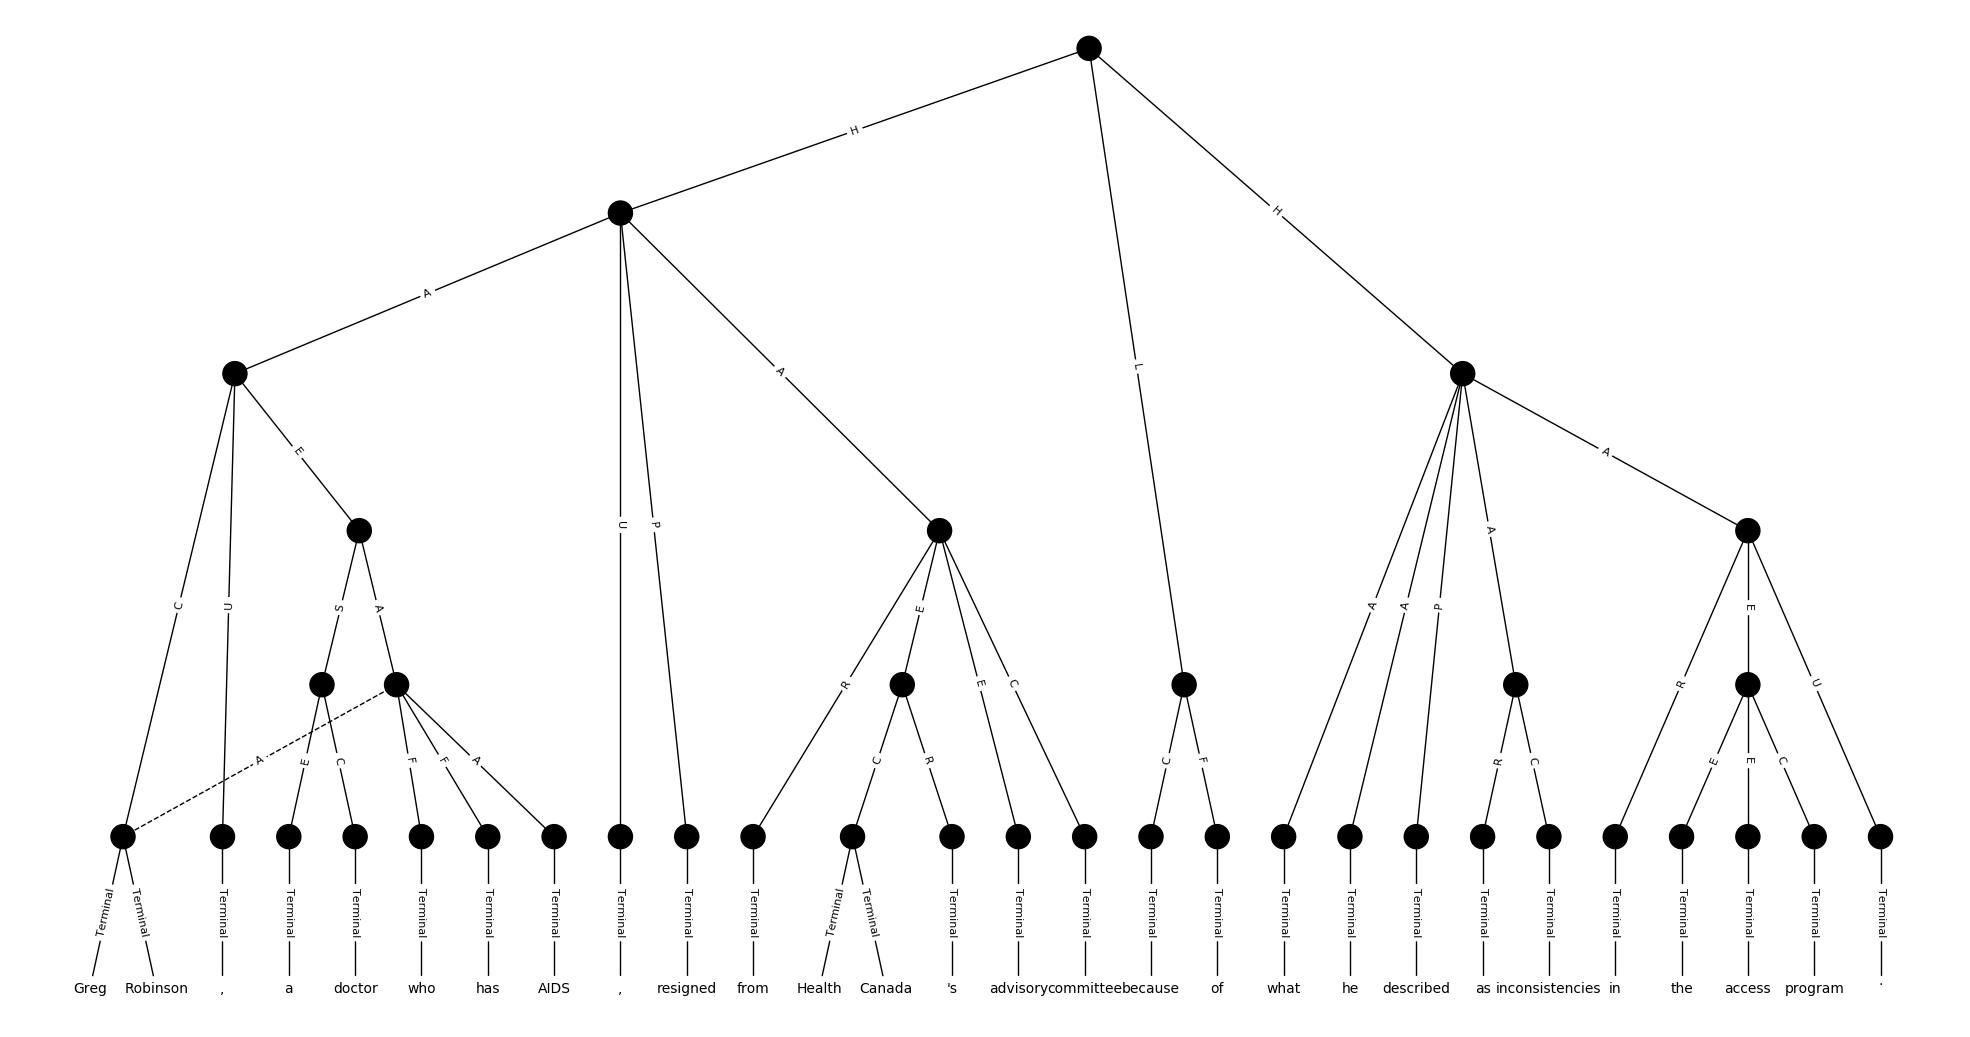 H
A
H
L
A
A
E
U
P
A
C
U
S
A
E
A
A
P
E
R
E
C
R
U
A
E
C
F
F
A
C
R
C
F
R
C
E
E
C
Terminal Terminal Terminal Terminal Terminal Terminal Terminal Terminal Terminal Terminal Terminal Terminal Terminal Terminal Terminal Terminal Terminal Terminal Terminal Terminal Terminal Terminal Terminal Terminal Terminal Terminal Terminal Terminal
Greg Robinson , a doctor who has AIDS , resigned from Health Canada 's advisory committee because of what he described as inconsistencies in the access program .